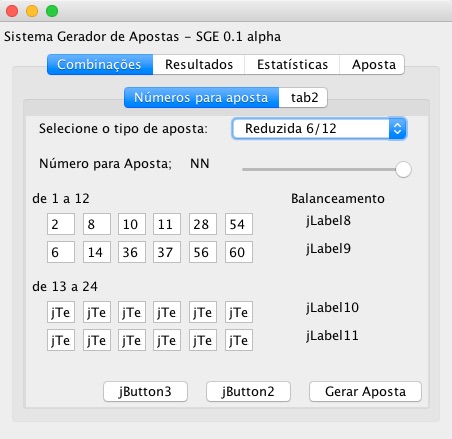 Sistema Gerador de Apostas - SGE 0.1 alpha
Combinações Resultados Estatísticas Aposta
Números para aposta tab2
Selecione o tipo de aposta: Reduzida 6/12
Número para Aposta; NN
de 1 a 12 Balanceamento
2 8 10 11 28 54 jLabel8
6 14 36 37 56 60 jLabel9
de 13 a 24
jTe jTe jTe jTe jTe jTe jLabel10
jTe jTe jTe jTe jTe jTe jLabel11
jButton3 jButton2 Gerar Aposta